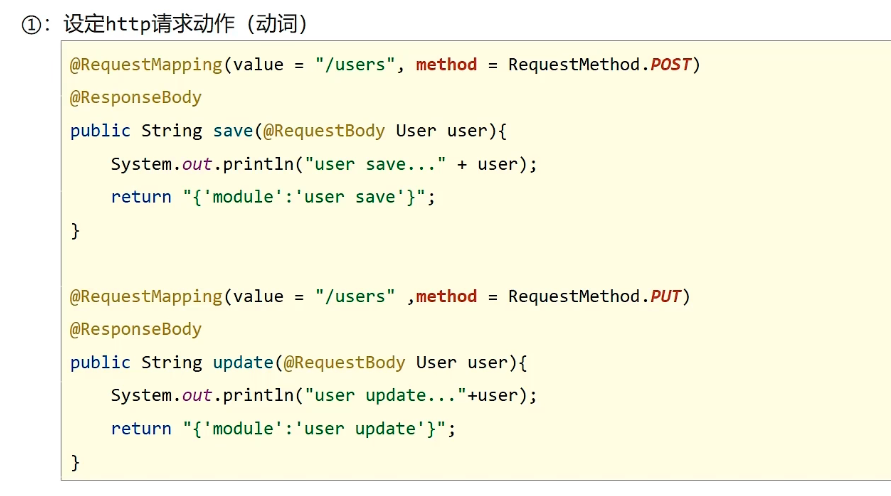 ①：设定http请求动作（动词）
@RequestMapping(value = "/users", method = RequestMethod.POST)
@ResponseBody
public String save(@RequestBody User user){
    System.out.println("user save..." + user);
    return "{'module':'user save'}";
}
@RequestMapping(value = "/users" ,method = RequestMethod.PUT)
@ResponseBody
public String update(@RequestBody User user){
    System.out.println("user update..."+user);
    return "{'module':'user update'}";
}